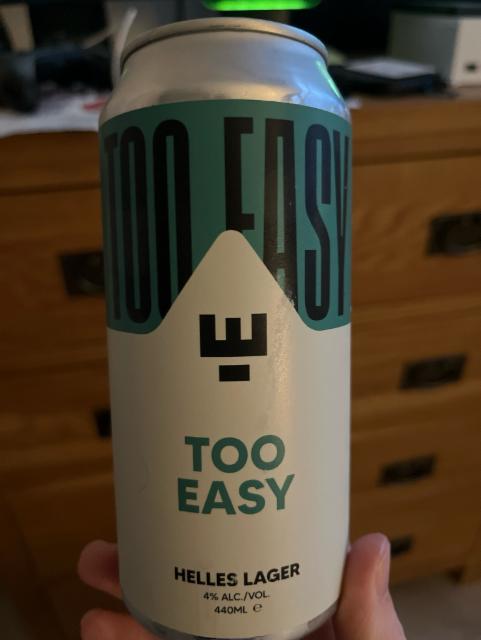 TOO EASY
TOO
EASY
HELLES LAGER
4% ALC./VOL.
440ML ℮